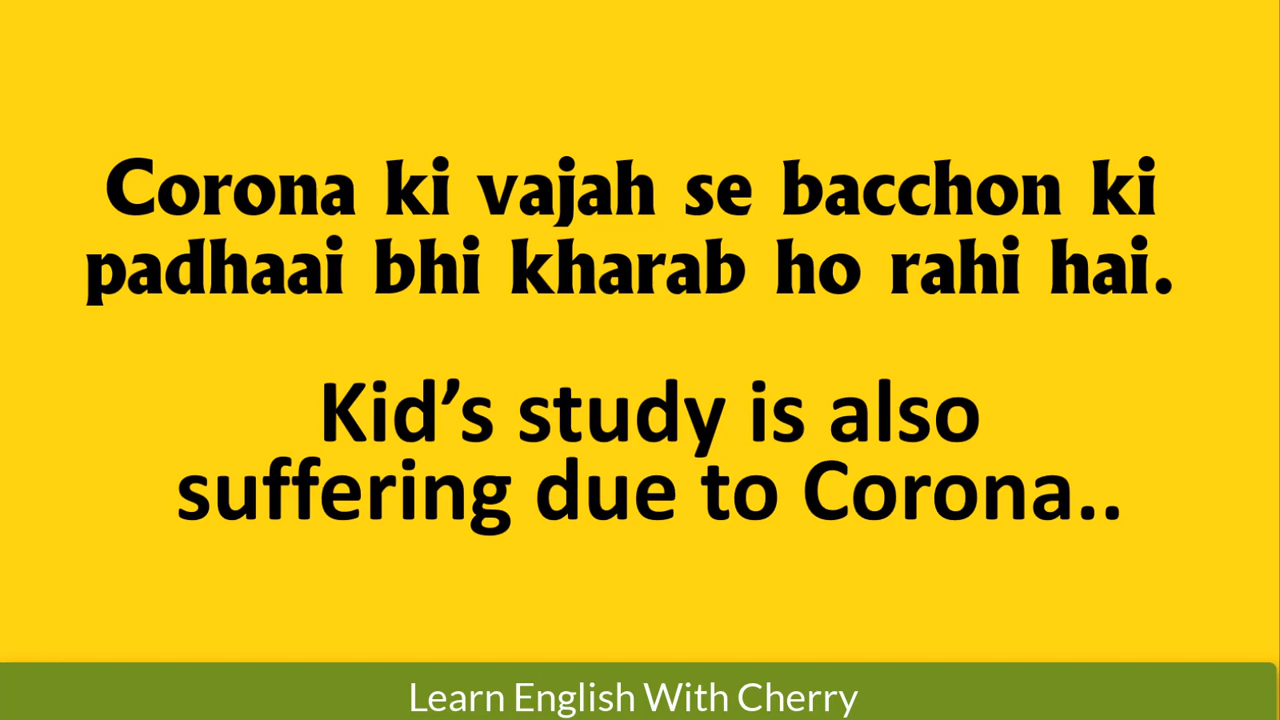 Corona ki vajah se bacchon ki
padhaai bhi kharab ho rahi hai.
Kid’s study is also
suffering due to Corona..
Learn English With Cherry